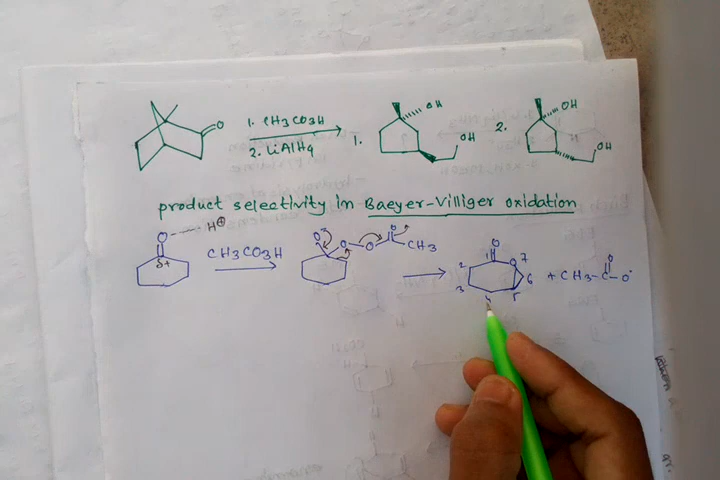 O 1. CH3CO3H
2. LiAlH4 1. OH OH 2. OH OH
product selectivity in Baeyer-Villiger oxidation
O H⊕ δ+ CH3CO3H O O O O CH3 O 1 O 7 2 3 4 5 6 + CH3-C-O O